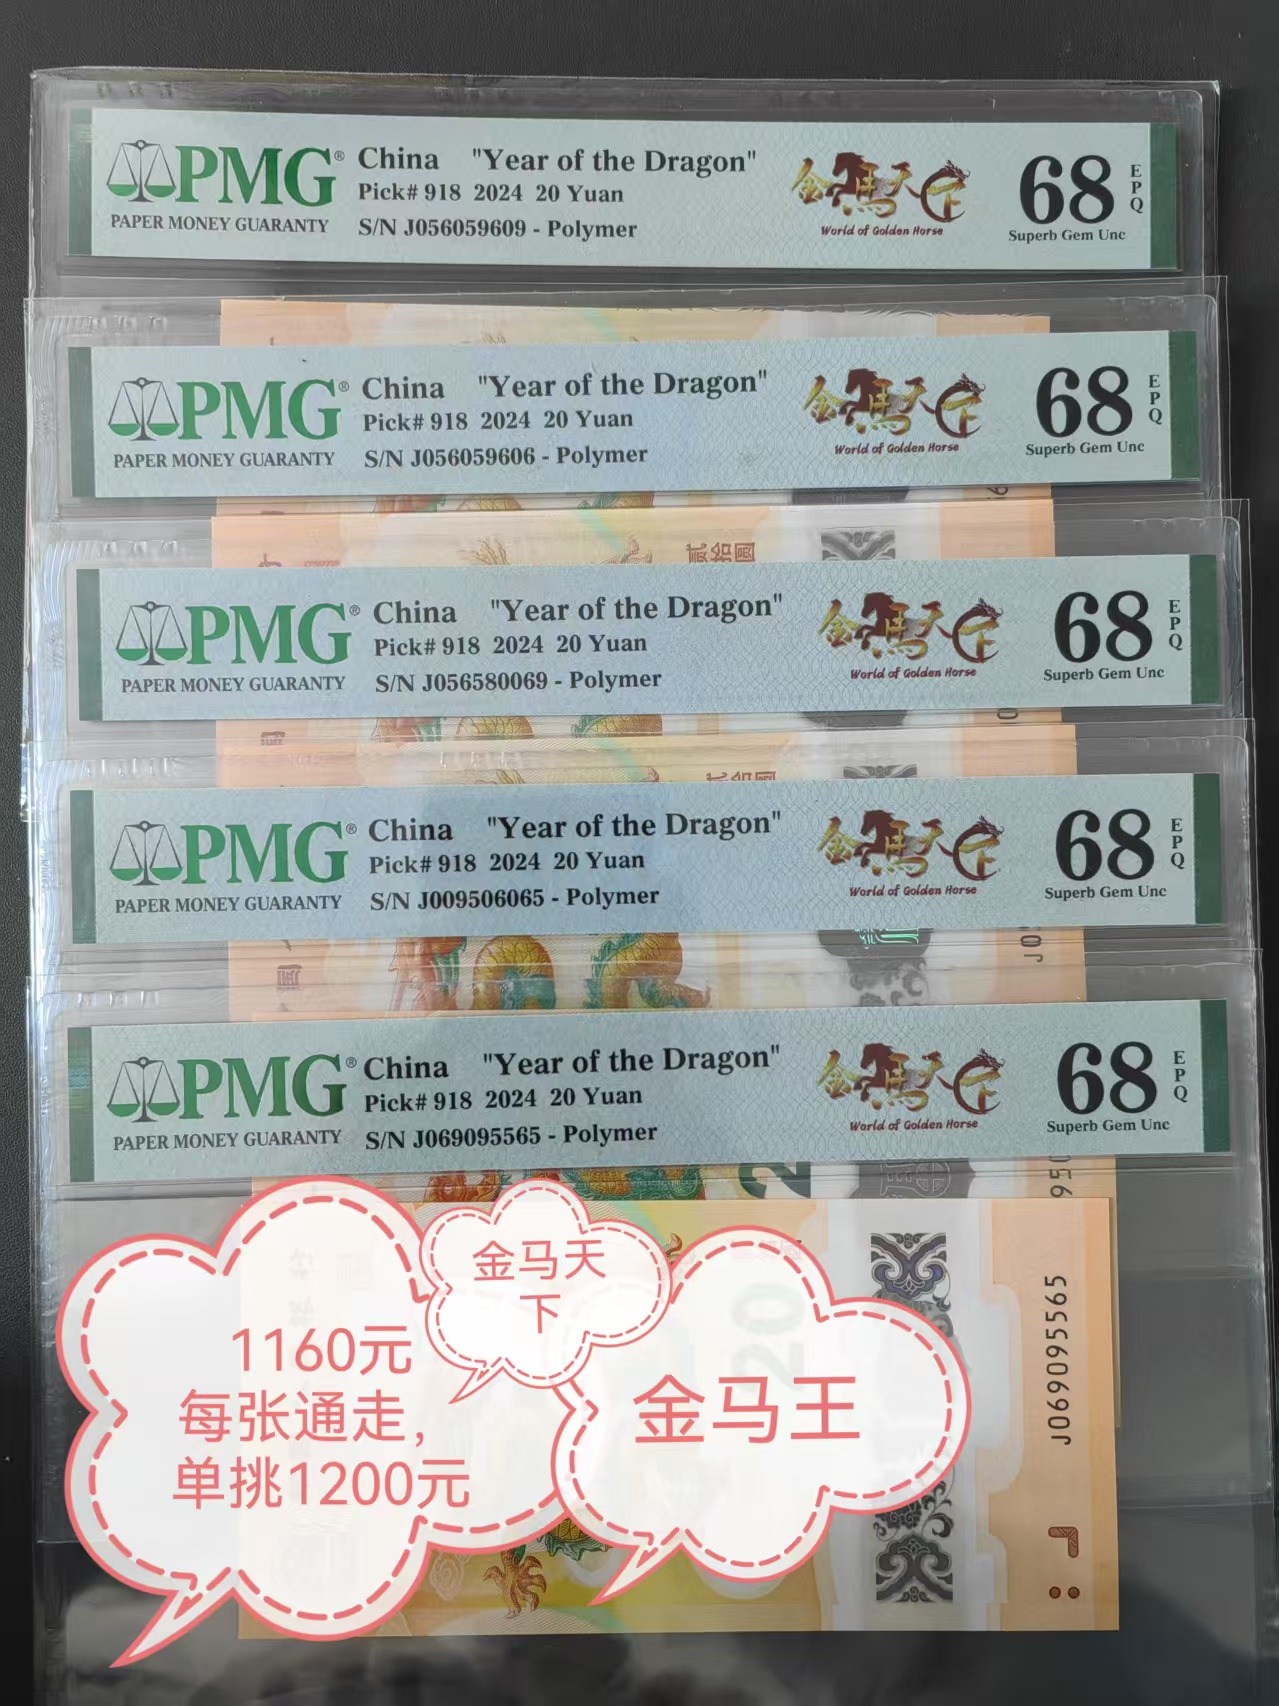 PMG®
PAPER MONEY GUARANTY
China "Year of the Dragon"
Pick# 918 2024 20 Yuan
S/N J056059609 - Polymer
金馬天下
World of Golden Horse
68
EPQ
Superb Gem Unc
PMG®
PAPER MONEY GUARANTY
China "Year of the Dragon"
Pick# 918 2024 20 Yuan
S/N J056059606 - Polymer
金馬天下
World of Golden Horse
68
EPQ
Superb Gem Unc
贰拾圓
PMG®
PAPER MONEY GUARANTY
China "Year of the Dragon"
Pick# 918 2024 20 Yuan
S/N J056580069 - Polymer
金馬天下
World of Golden Horse
68
EPQ
Superb Gem Unc
PMG®
PAPER MONEY GUARANTY
China "Year of the Dragon"
Pick# 918 2024 20 Yuan
S/N J009506065 - Polymer
金馬天下
World of Golden Horse
68
EPQ
Superb Gem Unc
PMG®
PAPER MONEY GUARANTY
China "Year of the Dragon"
Pick# 918 2024 20 Yuan
S/N J069095565 - Polymer
金馬天下
World of Golden Horse
68
EPQ
Superb Gem Unc
金马天
下
1160元
每张通走,
单挑1200元
金马王
20
J069095565